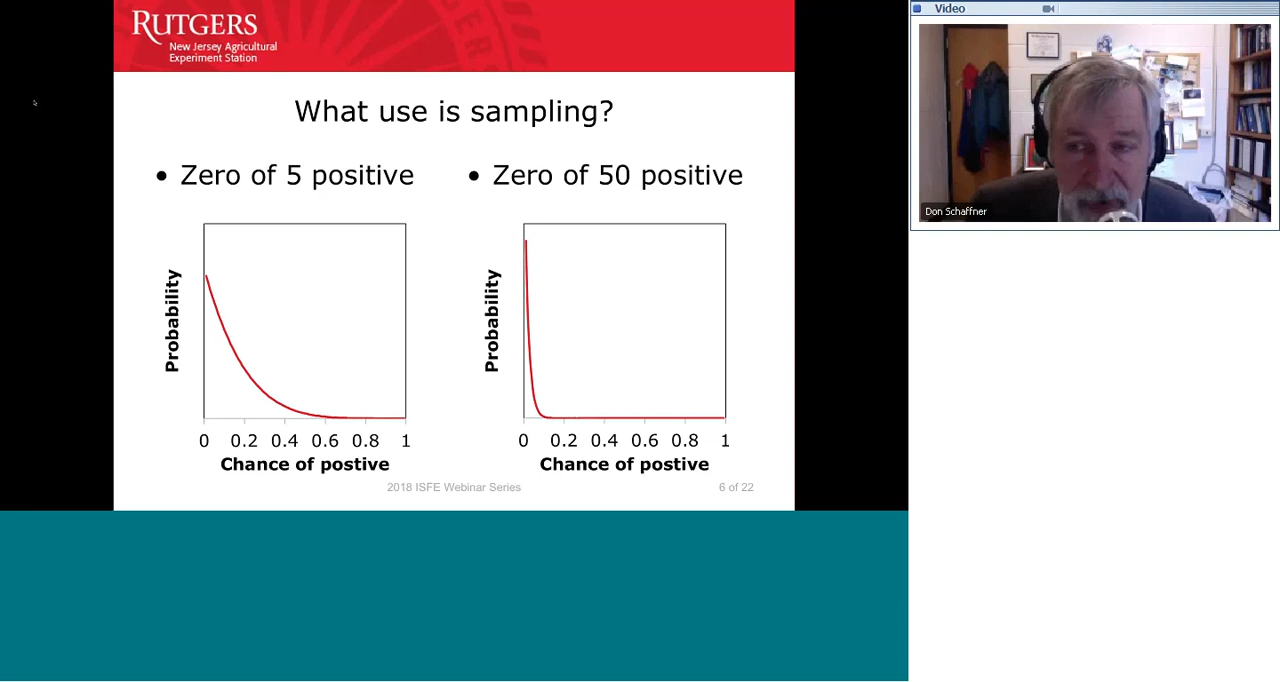 RUTGERS
New Jersey Agricultural
Experiment Station
What use is sampling?
• Zero of 5 positive
• Zero of 50 positive
Probability
0 0.2 0.4 0.6 0.8 1
Chance of postive
Probability
0 0.2 0.4 0.6 0.8 1
Chance of postive
2018 ISFE Webinar Series
6 of 22
Video
Don Schaffner